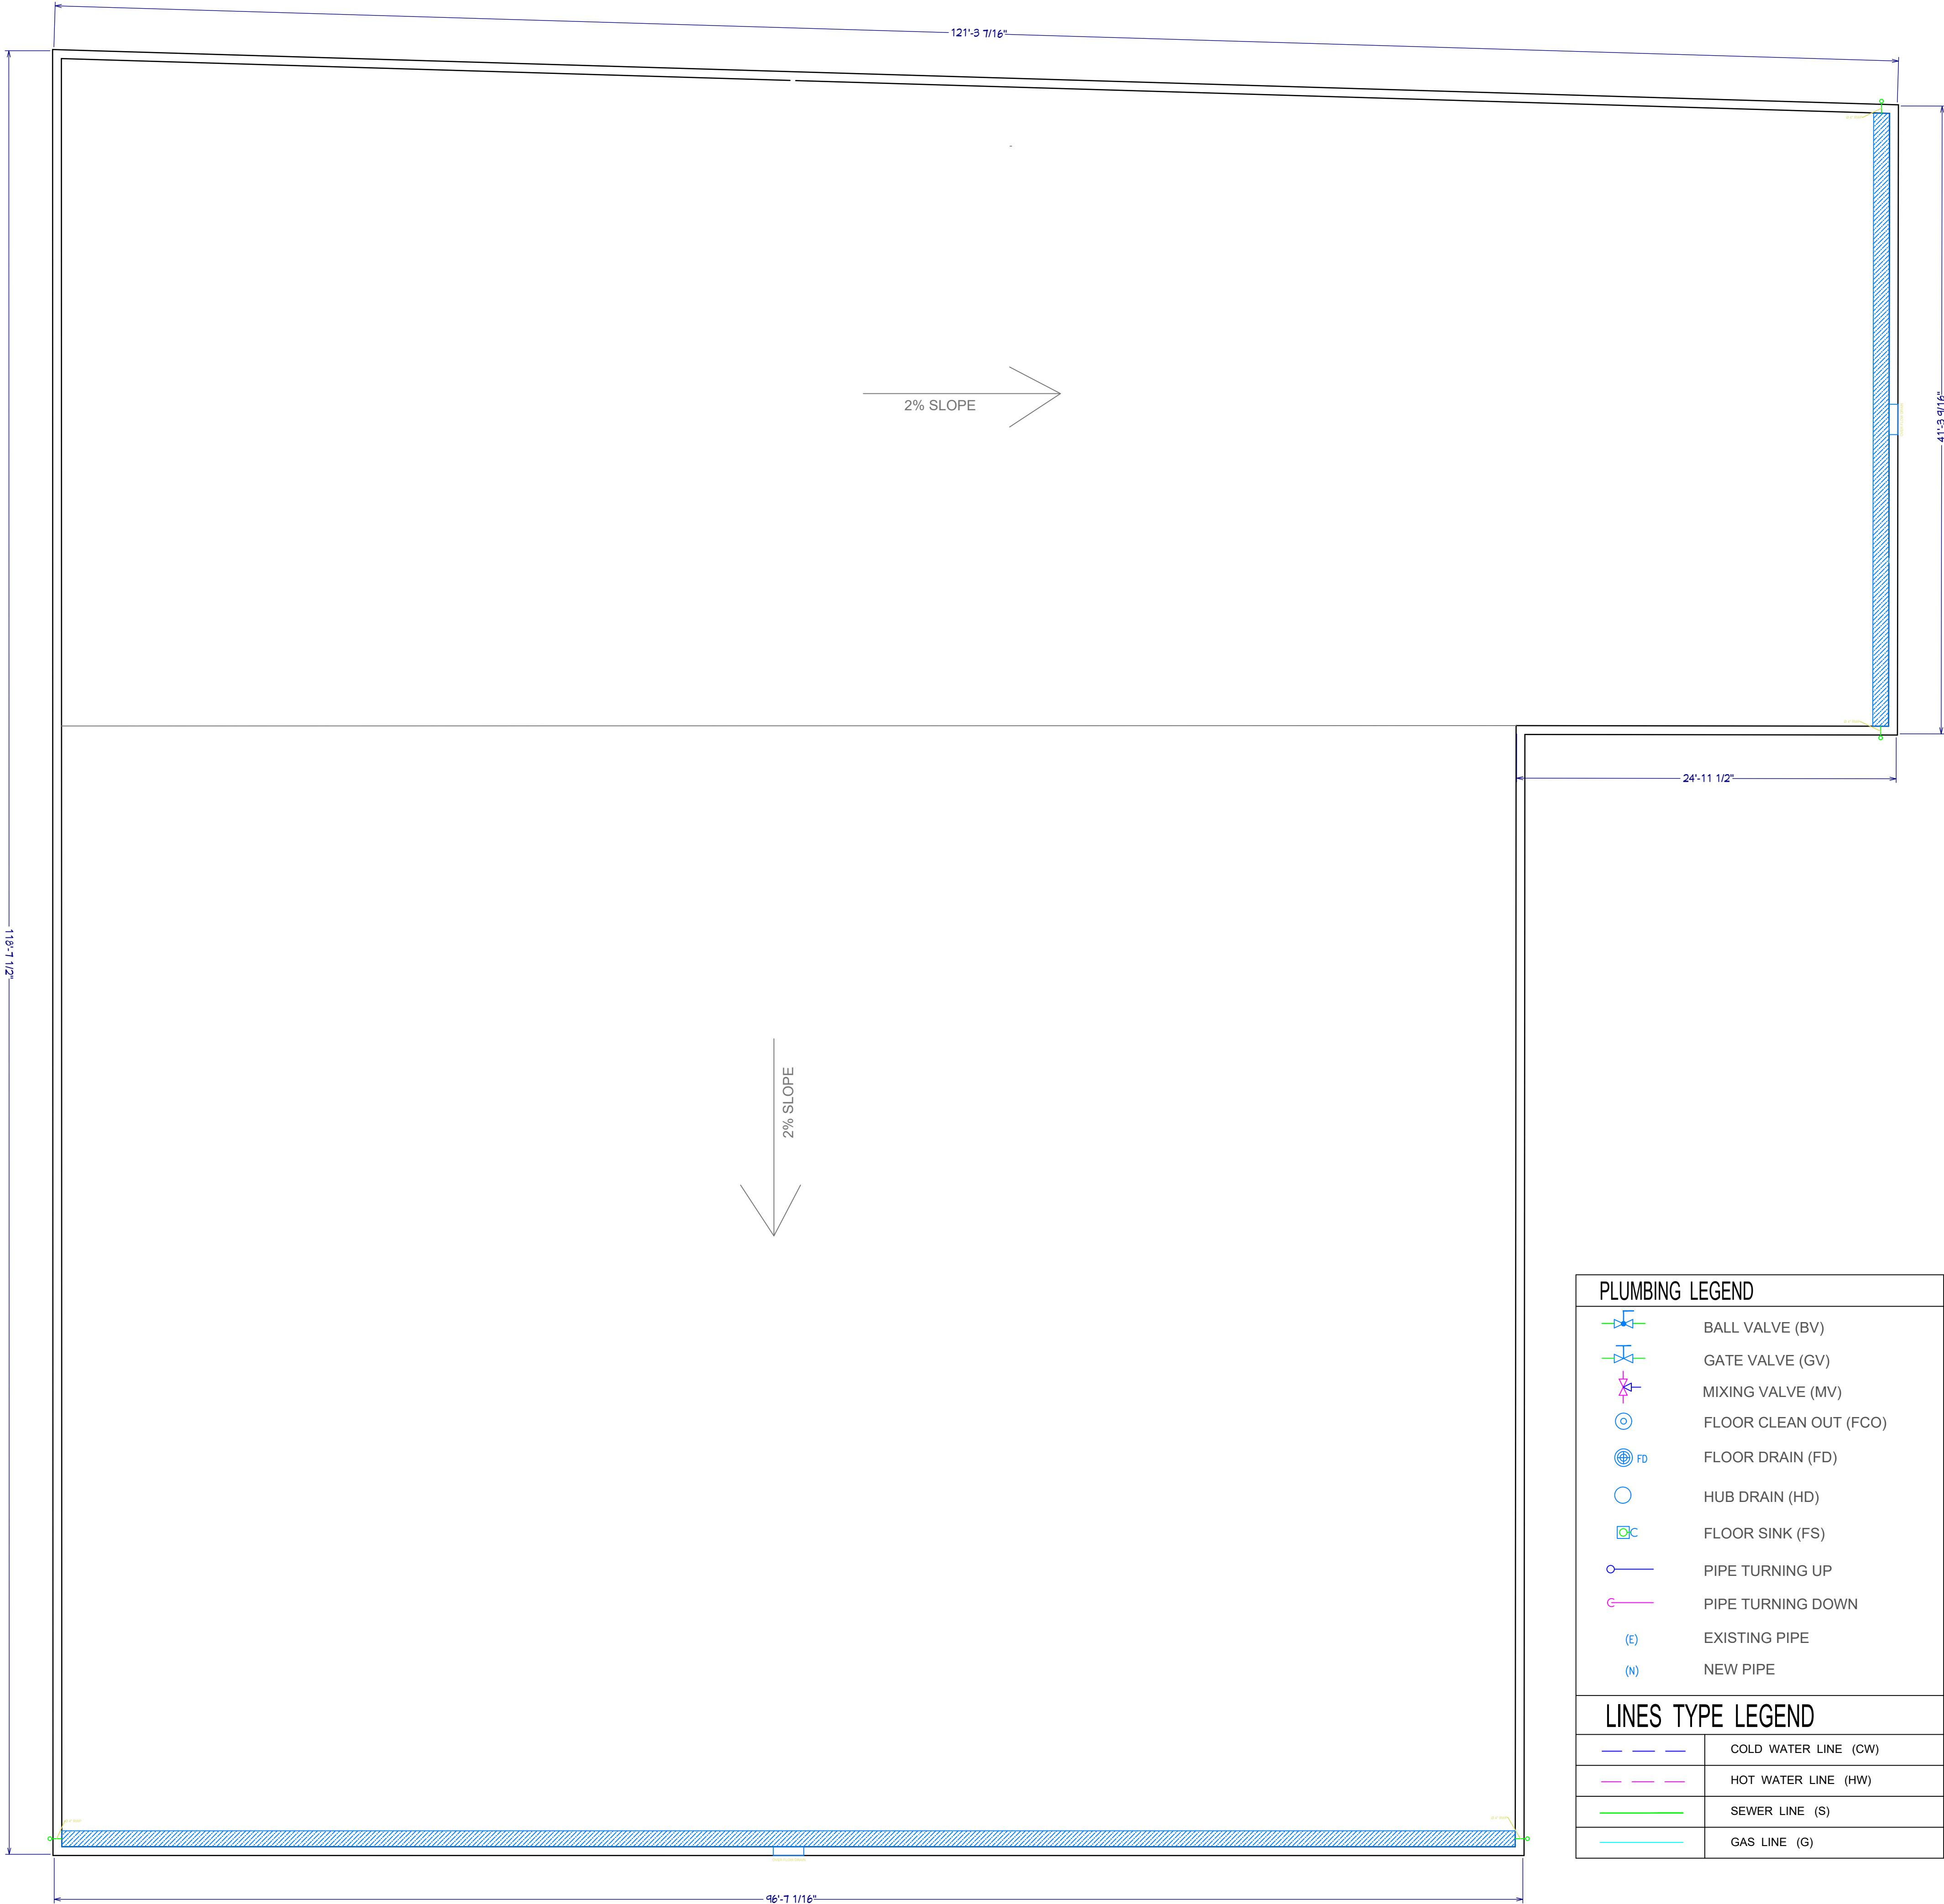 121'-3 7/16"
2% SLOPE
41'-3 9/16"
24'-11 1/2"
118'-7 1/2"
2% SLOPE
96'-7 1/16"
PLUMBING LEGEND
BALL VALVE (BV)
GATE VALVE (GV)
MIXING VALVE (MV)
FLOOR CLEAN OUT (FCO)
FD FLOOR DRAIN (FD)
HUB DRAIN (HD)
FLOOR SINK (FS)
PIPE TURNING UP
PIPE TURNING DOWN
(E) EXISTING PIPE
(N) NEW PIPE
LINES TYPE LEGEND
COLD WATER LINE (CW)
HOT WATER LINE (HW)
SEWER LINE (S)
GAS LINE (G)